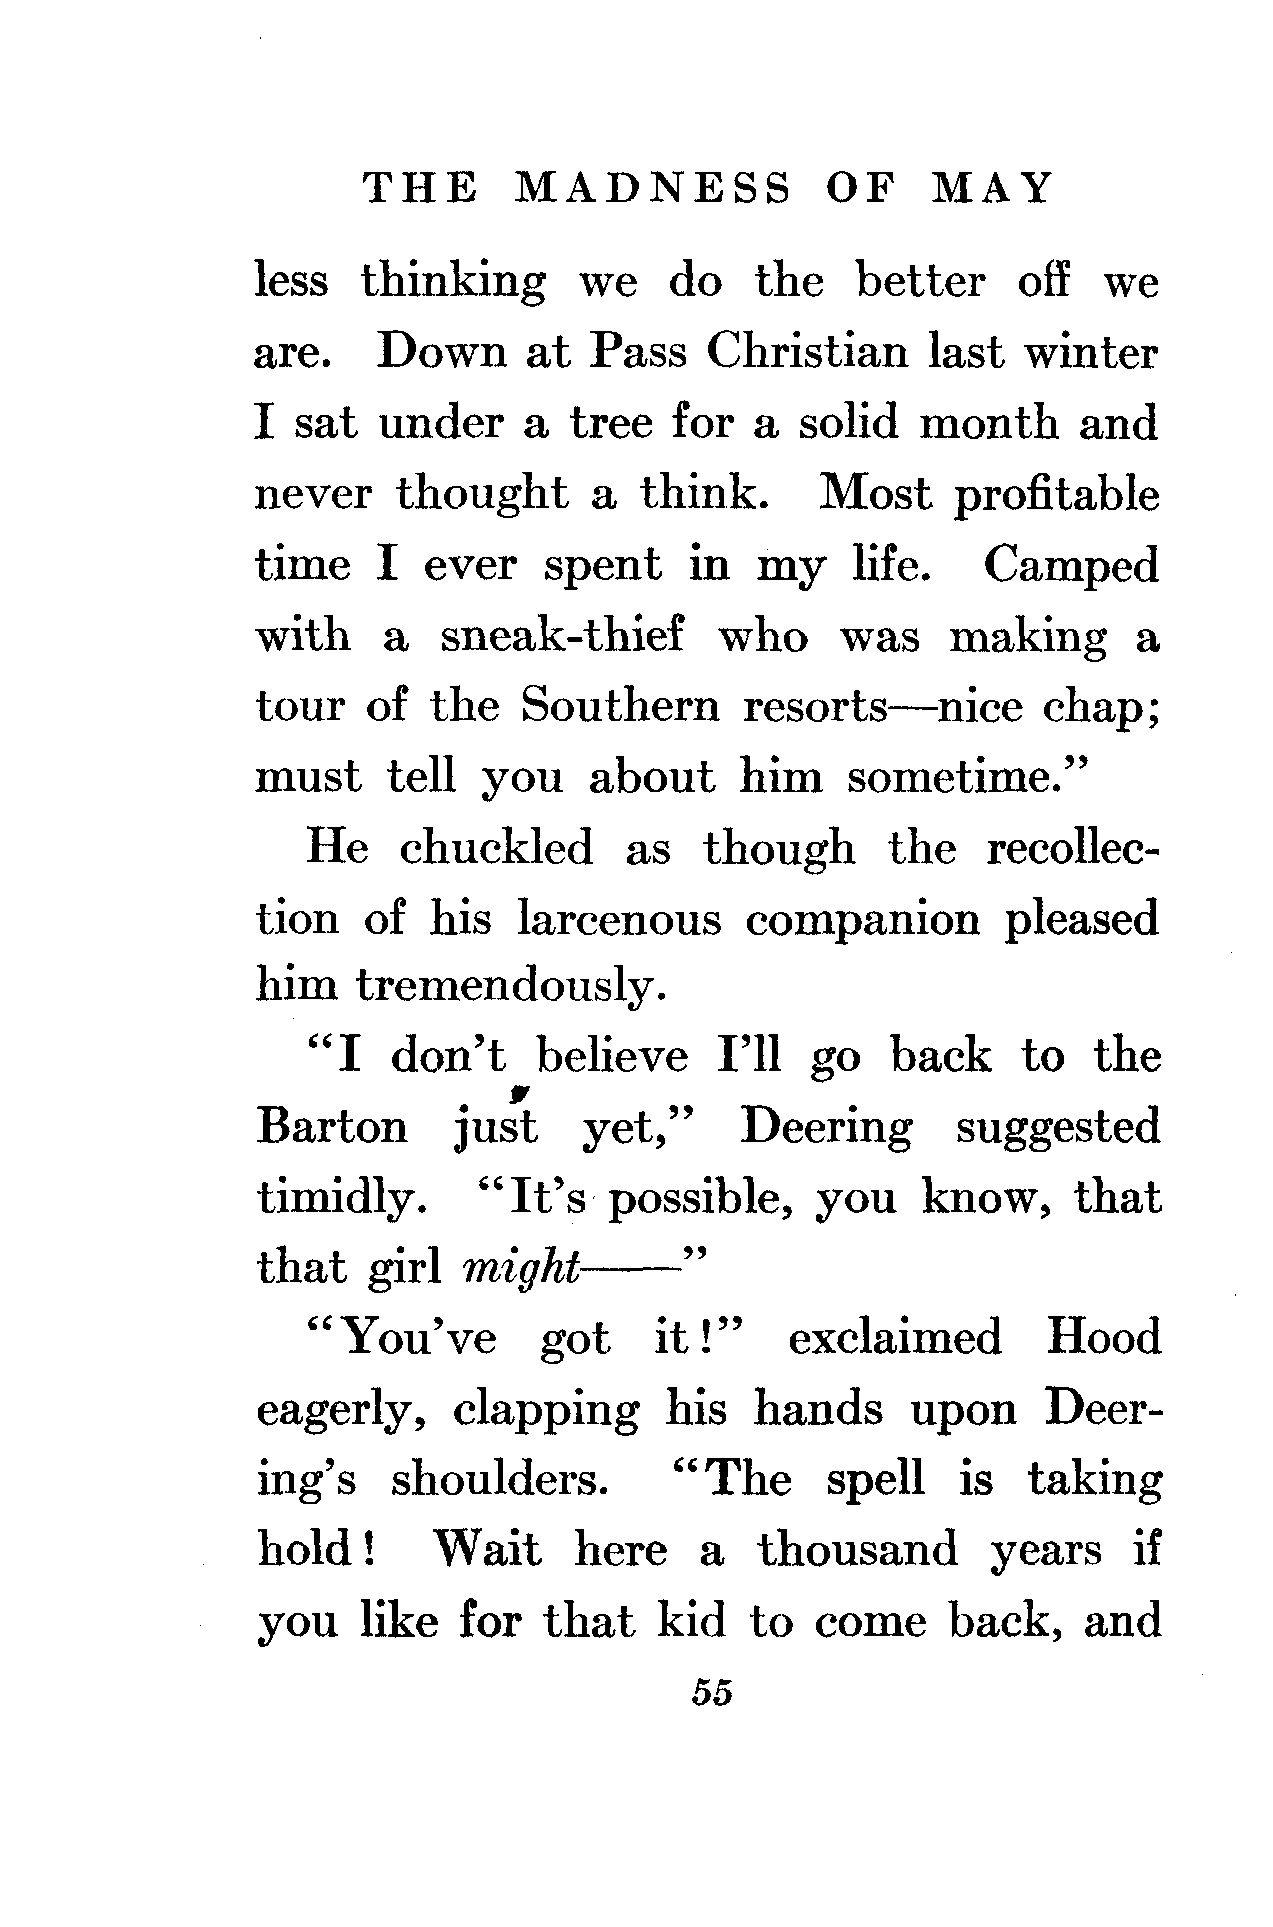 THE MADNESS OF MAY
less thinking we do the better off we
are. Down at Pass Christian last winter
I sat under a tree for a solid month and
never thought a think. Most profitable
time I ever spent in my life. Camped
with a sneak-thief who was making a
tour of the Southern resorts—nice chap;
must tell you about him sometime.”
He chuckled as though the recollec-
tion of his larcenous companion pleased
him tremendously.
“I don’t believe I’ll go back to the
Barton just yet,” Deering suggested
timidly. “It’s possible, you know, that
that girl might——”
“You’ve got it!” exclaimed Hood
eagerly, clapping his hands upon Deer-
ing’s shoulders. “The spell is taking
hold! Wait here a thousand years if
you like for that kid to come back, and
55